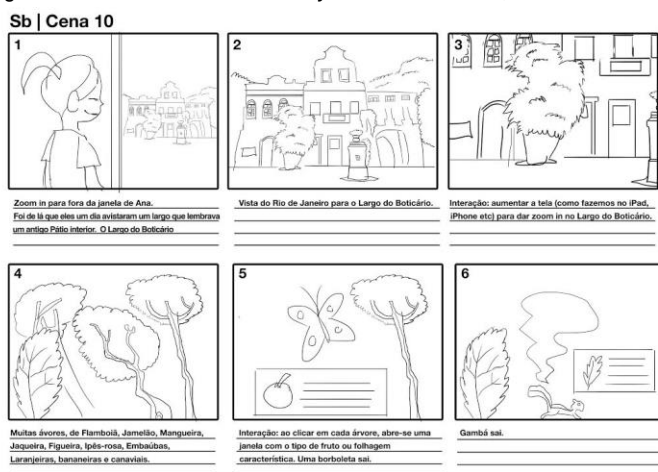 Sb | Cena 10
1
2
3
Zoom in para fora da janela de Ana.
Foi de lá que eles um dia avistaram um largo que lembrava
um antigo Pátio interior. O Largo do Boticário
Vista do Rio de Janeiro para o Largo do Boticário.
Interação: aumentar a tela (como fazemos no iPad,
iPhone etc) para dar zoom in no Largo do Boticário.
4
5
6
Muitas ávores, de Flamboiã, Jamelão, Mangueira,
Jaqueira, Figueira, Ipês-rosa, Embaúbas,
Laranjeiras, bananeiras e canaviais.
Interação: ao clicar em cada árvore, abre-se uma
janela com o tipo de fruto ou folhagem
característica. Uma borboleta sai.
Gambá sai.